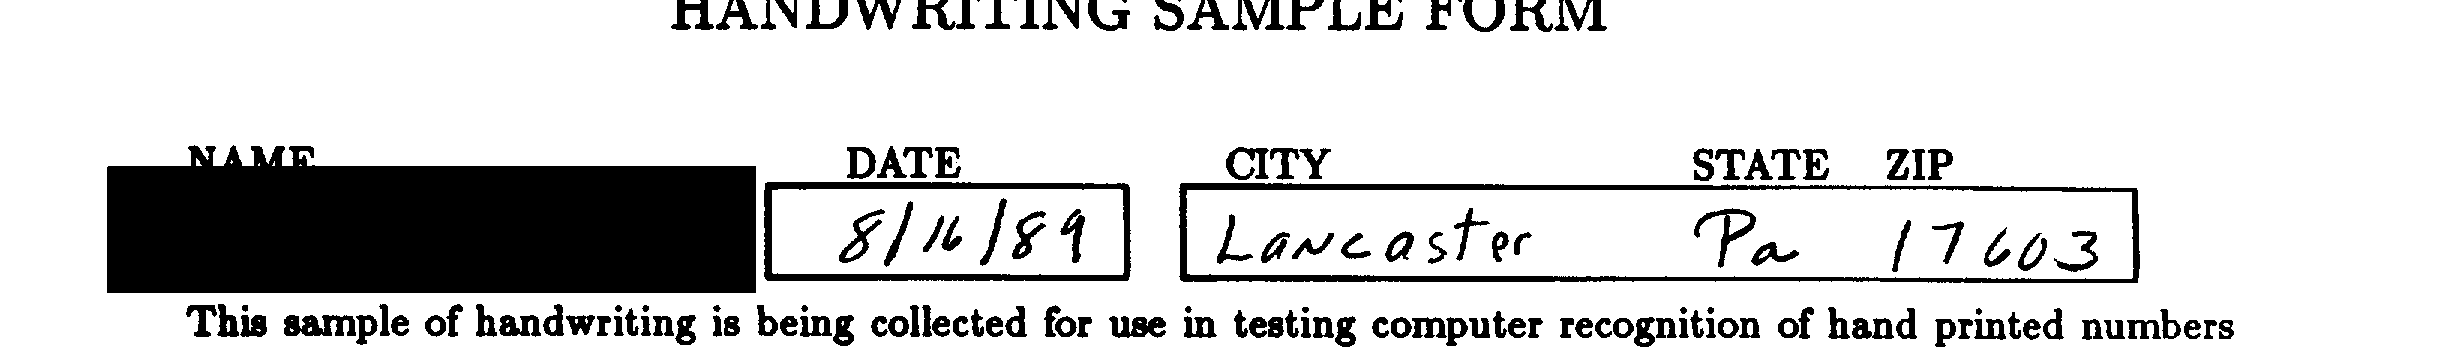 HANDWRITING SAMPLE FORM
NAME DATE CITY STATE ZIP
8/16/89 Lancaster Pa 17603
This sample of handwriting is being collected for use in testing computer recognition of hand printed numbers